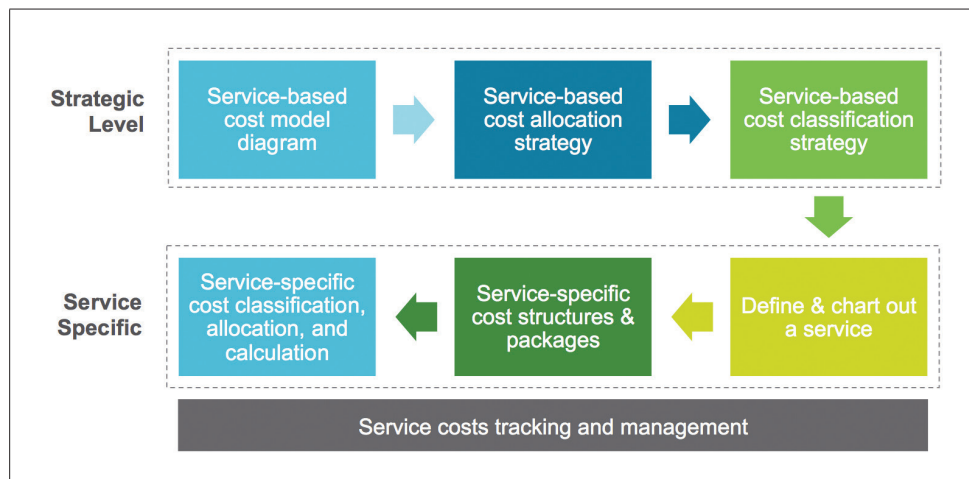 Strategic
Level
Service-based
cost model
diagram
Service-based
cost allocation
strategy
Service-based
cost classification
strategy
Service
Specific
Service-specific
cost classification,
allocation, and
calculation
Service-specific
cost structures &
packages
Define & chart out
a service
Service costs tracking and management